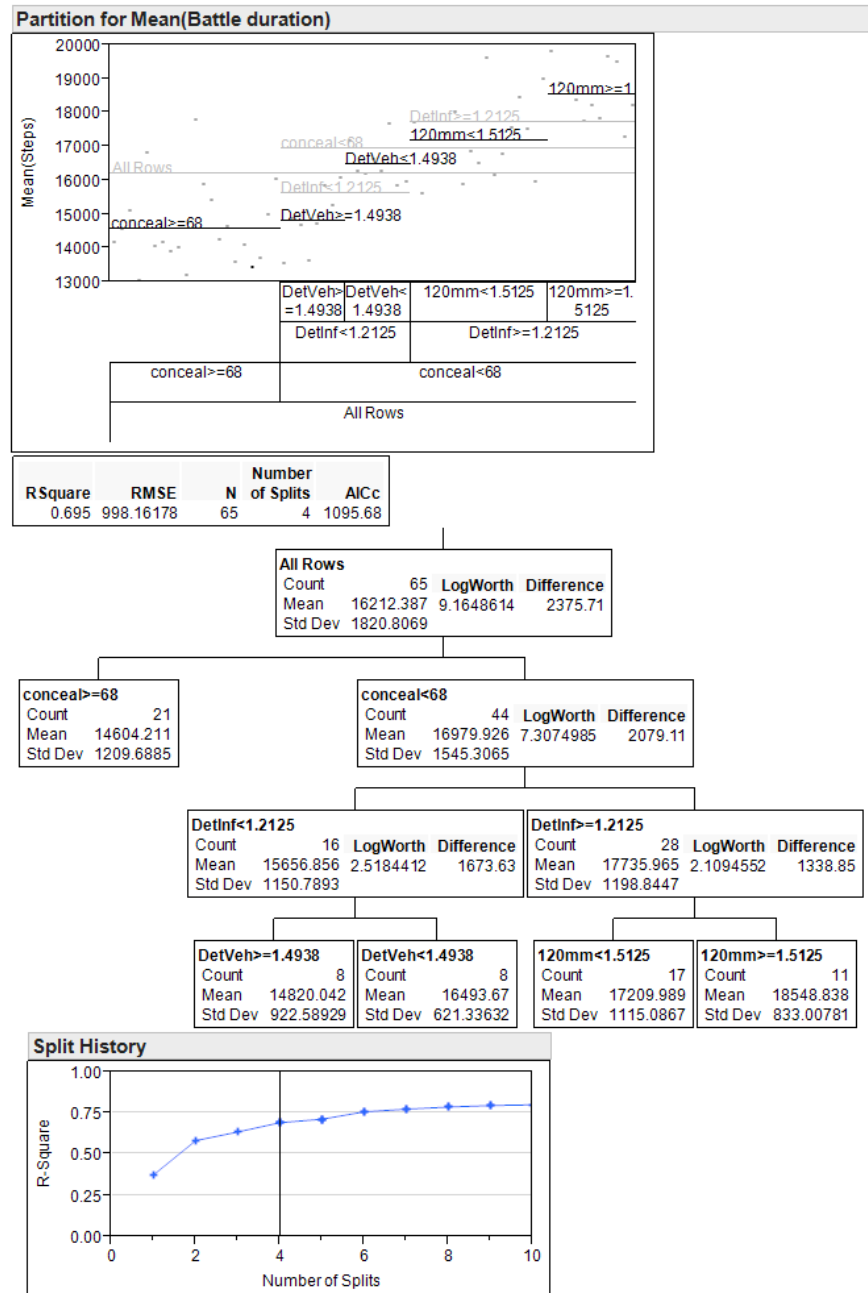 Partition for Mean(Battle duration)
20000
19000
18000
17000
16000
15000
14000
13000
Mean(Steps)
120mm>=1
DetInf>=1.2125
120mm<1.5125
conceal<68
DetVeh<1.4938
All Rows
DetInf<1.2125
DetVeh>=1.4938
conceal>=68
DetVeh> DetVeh< 120mm<1.5125 120mm>=1.
=1.4938 1.4938 5125
DetInf<1.2125 DetInf>=1.2125
conceal>=68 conceal<68
All Rows
Number
RSquare RMSE N of Splits AICc
0.695 998.16178 65 4 1095.68
All Rows
Count 65 LogWorth Difference
Mean 16212.387 9.1648614 2375.71
Std Dev 1820.8069
conceal>=68
Count 21
Mean 14604.211
Std Dev 1209.6885
conceal<68
Count 44 LogWorth Difference
Mean 16979.926 7.3074985 2079.11
Std Dev 1545.3065
DetInf<1.2125
Count 16 LogWorth Difference
Mean 15656.856 2.5184412 1673.63
Std Dev 1150.7893
DetInf>=1.2125
Count 28 LogWorth Difference
Mean 17735.965 2.1094552 1338.85
Std Dev 1198.8447
DetVeh>=1.4938
Count 8
Mean 14820.042
Std Dev 922.58929
DetVeh<1.4938
Count 8
Mean 16493.67
Std Dev 621.33632
120mm<1.5125
Count 17
Mean 17209.989
Std Dev 1115.0867
120mm>=1.5125
Count 11
Mean 18548.838
Std Dev 833.00781
Split History
1.00
0.75
0.50
0.25
0.00
R-Square
0 2 4 6 8 10
Number of Splits